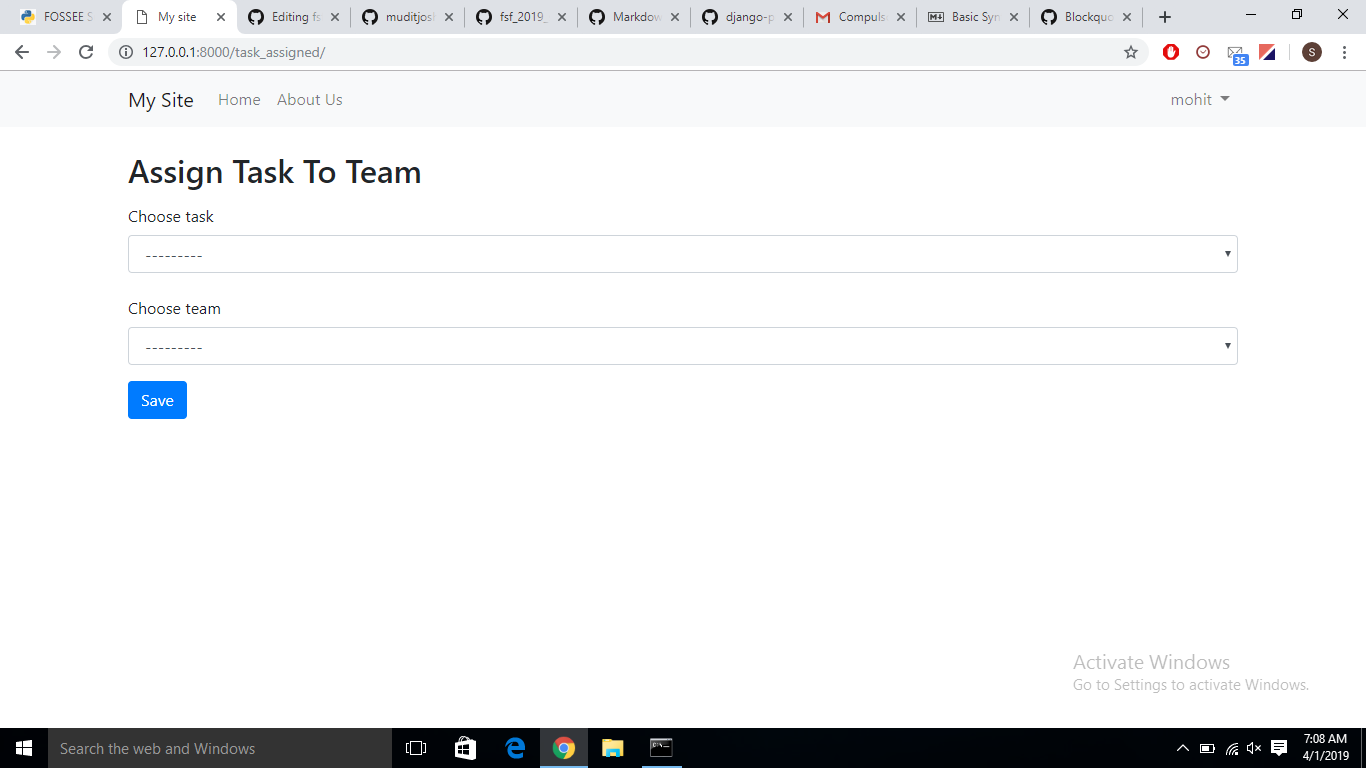 FOSSEE S
My site
Editing fs
muditjosh
fsf_2019_
Markdow
django-p
Compuls
Basic Syn
Blockquo
127.0.0.1:8000/task_assigned/
35
S
My Site
Home
About Us
mohit
Assign Task To Team
Choose task
---------
Choose team
---------
Save
Activate Windows
Go to Settings to activate Windows.
Search the web and Windows
7:08 AM
4/1/2019